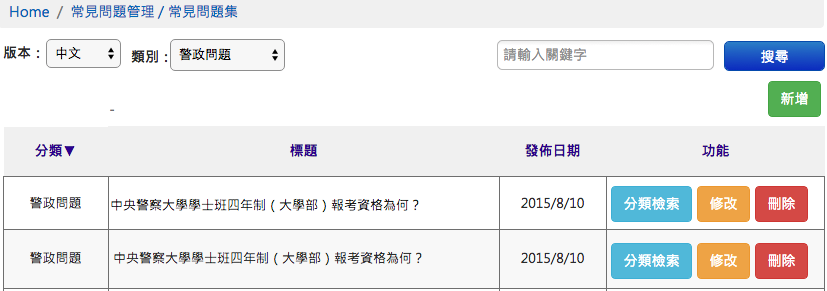 Home / 常見問題管理 / 常見問題集
版本： 中文 類別： 警政問題 請輸入關鍵字 搜尋
新增
-
分類▼ 標題 發佈日期 功能
警政問題 中央警察大學學士班四年制（大學部）報考資格為何？ 2015/8/10 分類檢索 修改 刪除
警政問題 中央警察大學學士班四年制（大學部）報考資格為何？ 2015/8/10 分類檢索 修改 刪除